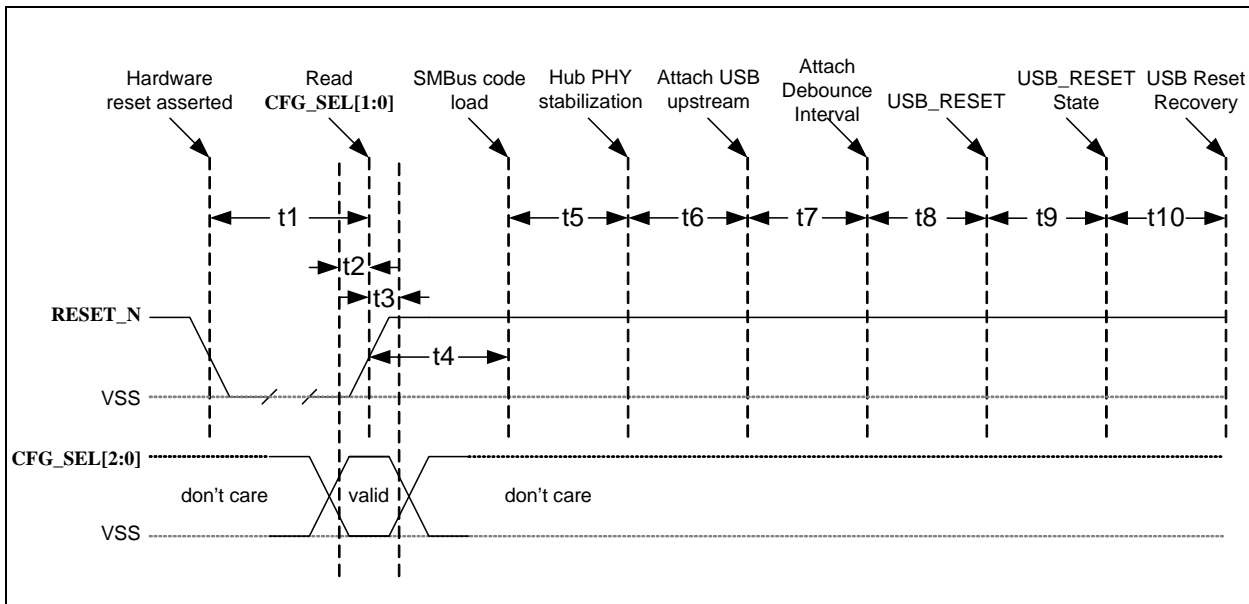 Hardware
reset asserted
Read
CFG_SEL[1:0]
SMBus code
load
Hub PHY
stabilization
Attach USB
upstream
Attach
Debounce
Interval
USB_RESET
USB_RESET
State
USB Reset
Recovery
t1
t5
t6
t7
t8
t9
t10
t2
t3
RESET_N
t4
VSS
CFG_SEL[2:0]
don't care
valid
don't care
VSS